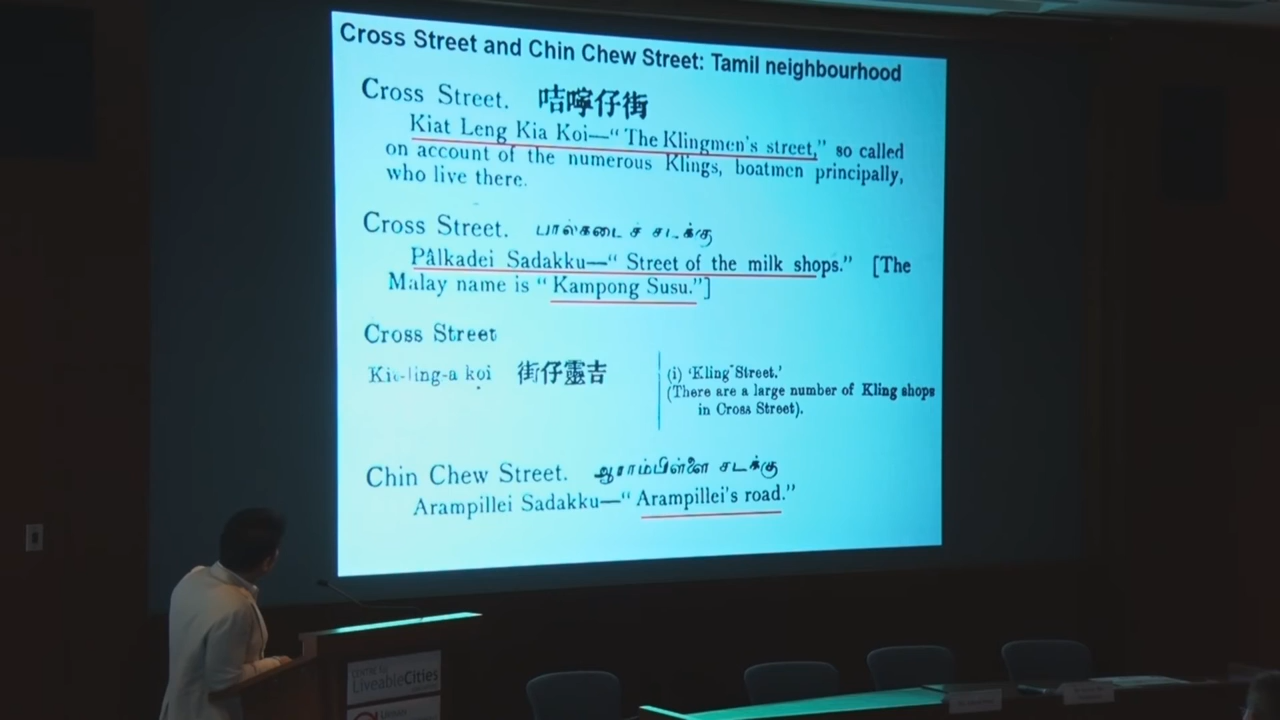 Cross Street and Chin Chew Street: Tamil neighbourhood
Cross Street. 咭嚀仔街
Kiat Leng Kia Koi—“ The Klingmen's street,” so called
on account of the numerous Klings, boatmen principally,
who live there.
Cross Street. பால்கடைச் சடக்கு
Pâlkadei Sadakku—“ Street of the milk shops.” [The
Malay name is “ Kampong Susu.”]
Cross Street
Kit-ling-a koi 街仔靈吉
(i) ‘Kling Street.’
(There are a large number of Kling shops
in Cross Street).
Chin Chew Street. ஆராம்பிள்ளை சடக்கு
Arampillei Sadakku—“ Arampillei's road.”
LiveableCities